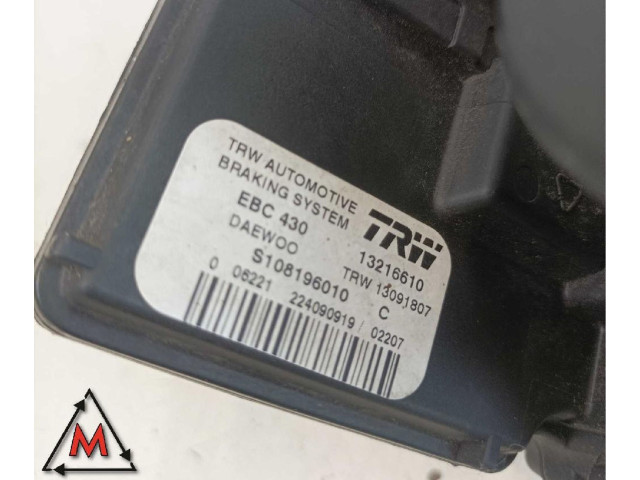 TRW AUTOMOTIVE
BRAKING SYSTEM
EBC 430
DAEWOO
TRW
13216610
TRW 13091807
S108196010 C
0 06221 224090919 / 02207
M